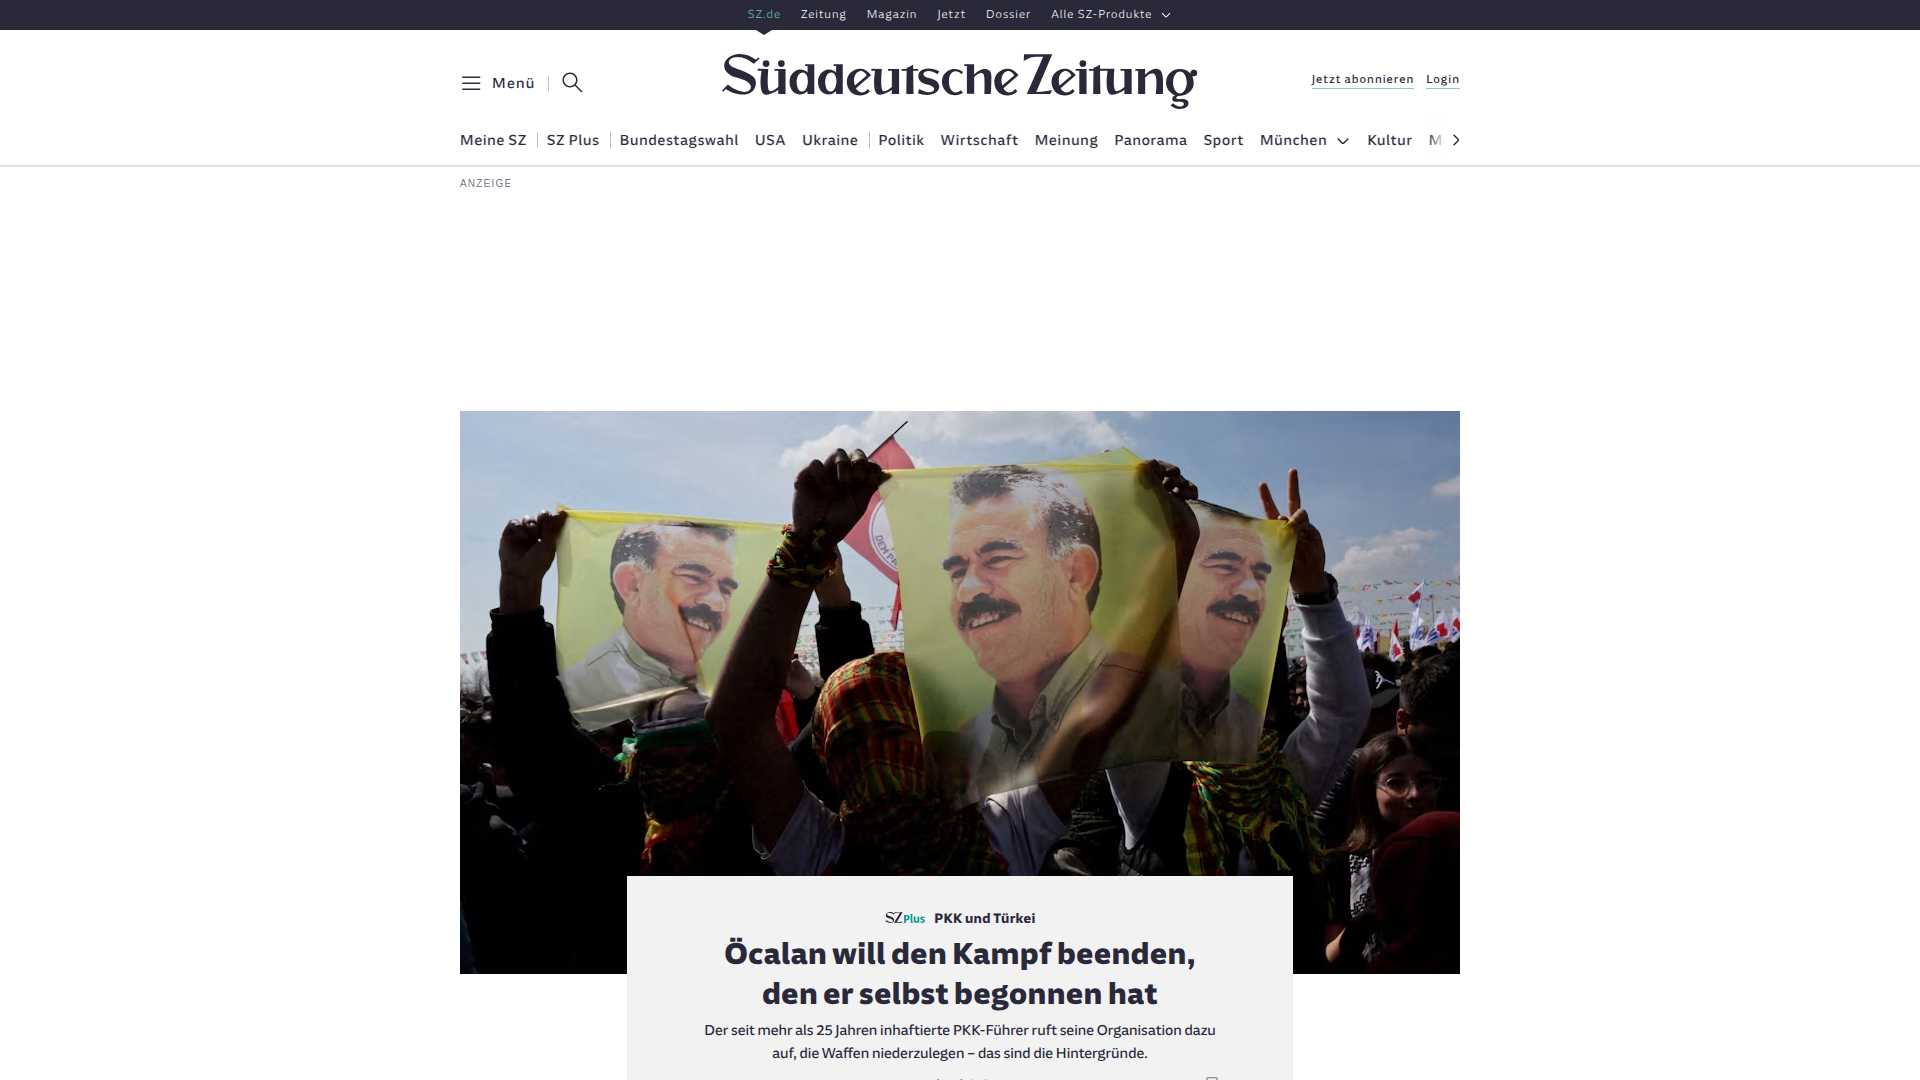 SZ.de Zeitung Magazin Jetzt Dossier Alle SZ-Produkte
Menü
Süddeutsche Zeitung
Jetzt abonnieren Login
Meine SZ SZ Plus Bundestagswahl USA Ukraine Politik Wirtschaft Meinung Panorama Sport München Kultur M
ANZEIGE
SZ Plus PKK und Türkei
Öcalan will den Kampf beenden,
den er selbst begonnen hat
Der seit mehr als 25 Jahren inhaftierte PKK-Führer ruft seine Organisation dazu
auf, die Waffen niederzulegen – das sind die Hintergründe.